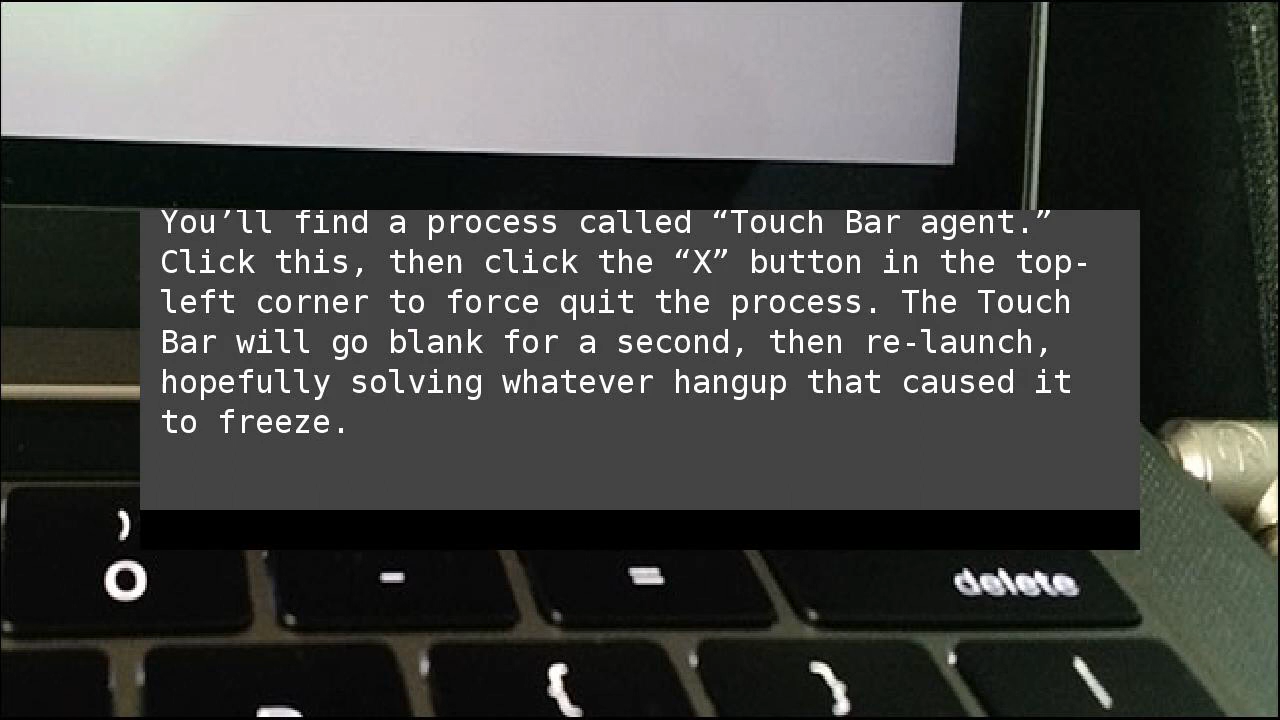 You’ll find a process called “Touch Bar agent.”
Click this, then click the “X” button in the top-
left corner to force quit the process. The Touch
Bar will go blank for a second, then re-launch,
hopefully solving whatever hangup that caused it
to freeze.
)
0
-
=
delete
{
}
|